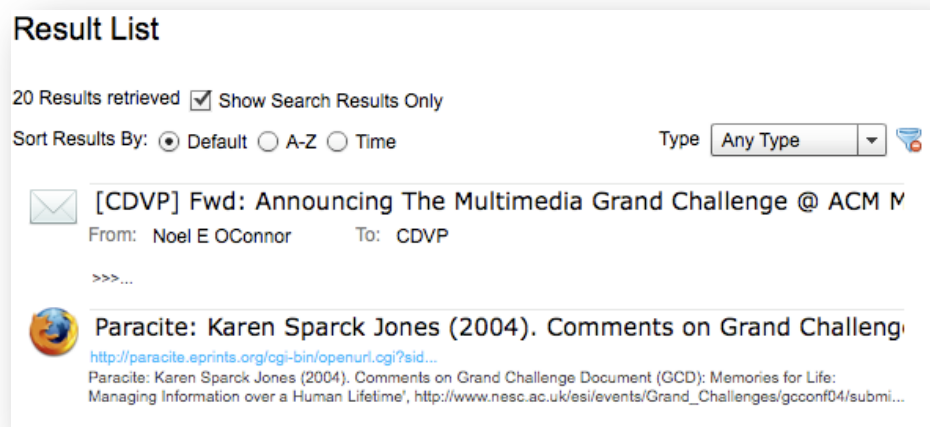 Result List
20 Results retrieved Show Search Results Only
Sort Results By: Default A-Z Time Type Any Type
[CDVP] Fwd: Announcing The Multimedia Grand Challenge @ ACM M
From: Noel E OConnor To: CDVP
>>>...
Paracite: Karen Sparck Jones (2004). Comments on Grand Challeng
http://paracite.eprints.org/cgi-bin/openurl.cgi?sid...
Paracite: Karen Sparck Jones (2004). Comments on Grand Challenge Document (GCD): Memories for Life:
Managing Information over a Human Lifetime', http://www.nesc.ac.uk/esi/events/Grand_Challenges/gcconf04/submi...